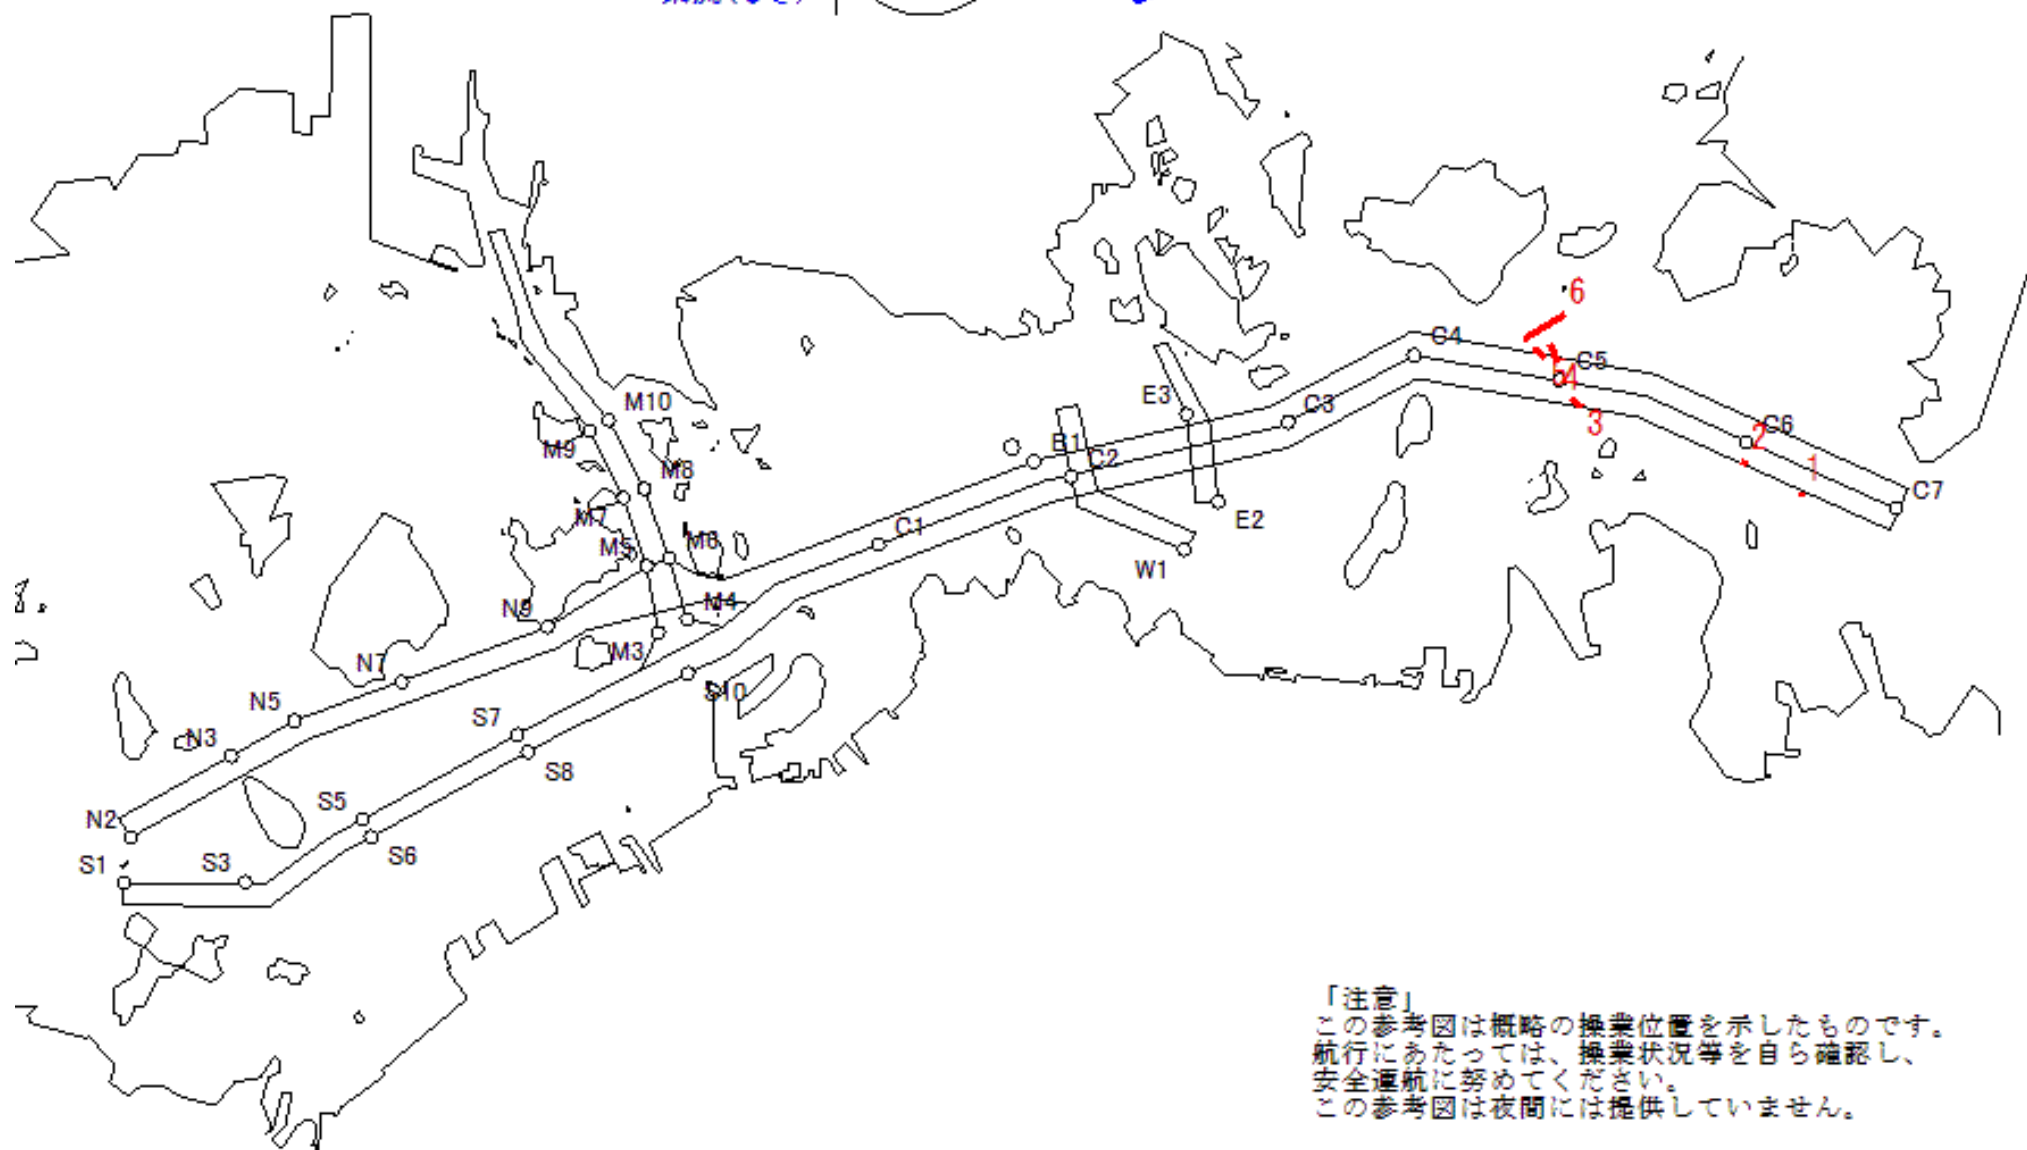 C4
6
C5
5
4
3
C6
2
1
C7
C3
E3
B1
C2
E2
W1
C1
M10
M9
M8
M7
M6
M5
M4
M3
N9
N7
N5
N3
N2
S1
S3
S5
S6
S7
S8
S10
「注意」
この参考図は概略の操業位置を示したものです。
航行にあたっては、操業状況等を自ら確認し、
安全運航に努めてください。
この参考図は夜間には提供していません。